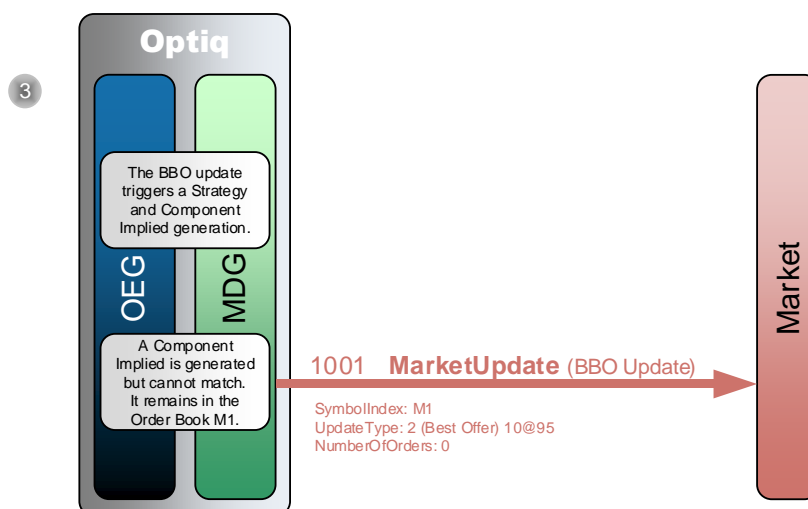 Optiq
3
The BBO update
triggers a Strategy
and Component
Implied generation.
OEG
MDG
Market
A Component
Implied is generated
but cannot match.
It remains in the
Order Book M1.
1001 MarketUpdate (BBO Update)
SymbolIndex: M1
UpdateType: 2 (Best Offer) 10@95
NumberOfOrders: 0